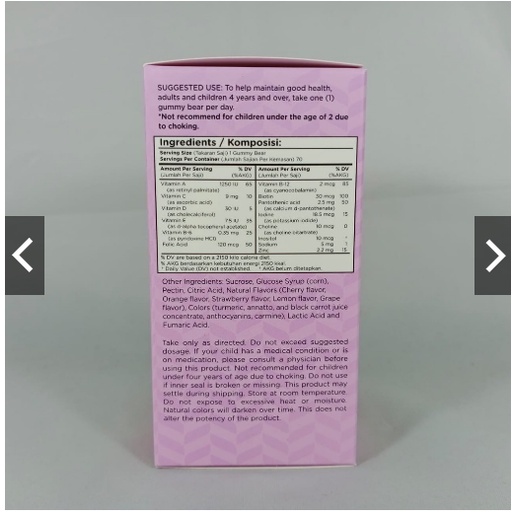 SUGGESTED USE: To help maintain good health,
adults and children 4 years and over, take one (1)
gummy bear per day.
*Not recommend for children under the age of 2 due
to choking.
Ingredients / Komposisi:
Serving Size (Takaran Saji) 1 Gummy Bear
Servings Per Container (Jumlah Sajian Per Kemasan) 70
Amount Per Serving % DV
(Jumlah Per Saji) (%AKG)
Vitamin A 1250 IU 65
(as retinyl palmitate)
Vitamin C 9 mg 10
(as ascorbic acid)
Vitamin D 30 IU 5
(as cholecalciferol)
Vitamin E 7.5 IU 35
(as d-alpha tocopheryl acetate)
Vitamin B-6 0.35 mg 25
(as pyridoxine HCl)
Folic Acid 120 mcg 50
Amount Per Serving % DV
(Jumlah Per Saji) (%AKG)
Vitamin B-12 2 mcg 85
(as cyanocobalamin)
Biotin 30 mcg 100
Pantothenic acid 2.5 mg 50
(as calcium d-pantothenate)
Iodine 18.5 mcg 15
(as potassium iodide)
Choline 10 mcg 0
(as choline bitartrate)
Inositol 10 mcg *
Sodium 5 mg 1
Zinc 2.2 mg 15
% DV are based on a 2150 kilo calorie diet.
% AKG berdasarkan kebutuhan energi 2150 kkal.
* Daily Value (DV) not established. * AKG belum ditetapkan
Other Ingredients: Sucrose, Glucose Syrup (corn),
Pectin, Citric Acid, Natural Flavors (Cherry flavor,
Orange flavor, Strawberry flavor, Lemon flavor, Grape
flavor), Colors (turmeric, annatto, and black carrot juice
concentrate, anthocyanins, carmine), Lactic Acid and
Fumaric Acid.
Take only as directed. Do not exceed suggested
dosage. If your child has a medical condition or is
on medication, please consult a physician before
using this product. Not recommended for children
under four years of age due to choking. Do not use
if inner seal is broken or missing. This product may
settle during shipping. Store at room temperature.
Do not expose to excessive heat or moisture.
Natural colors will darken over time. This does not
alter the potency of the product.